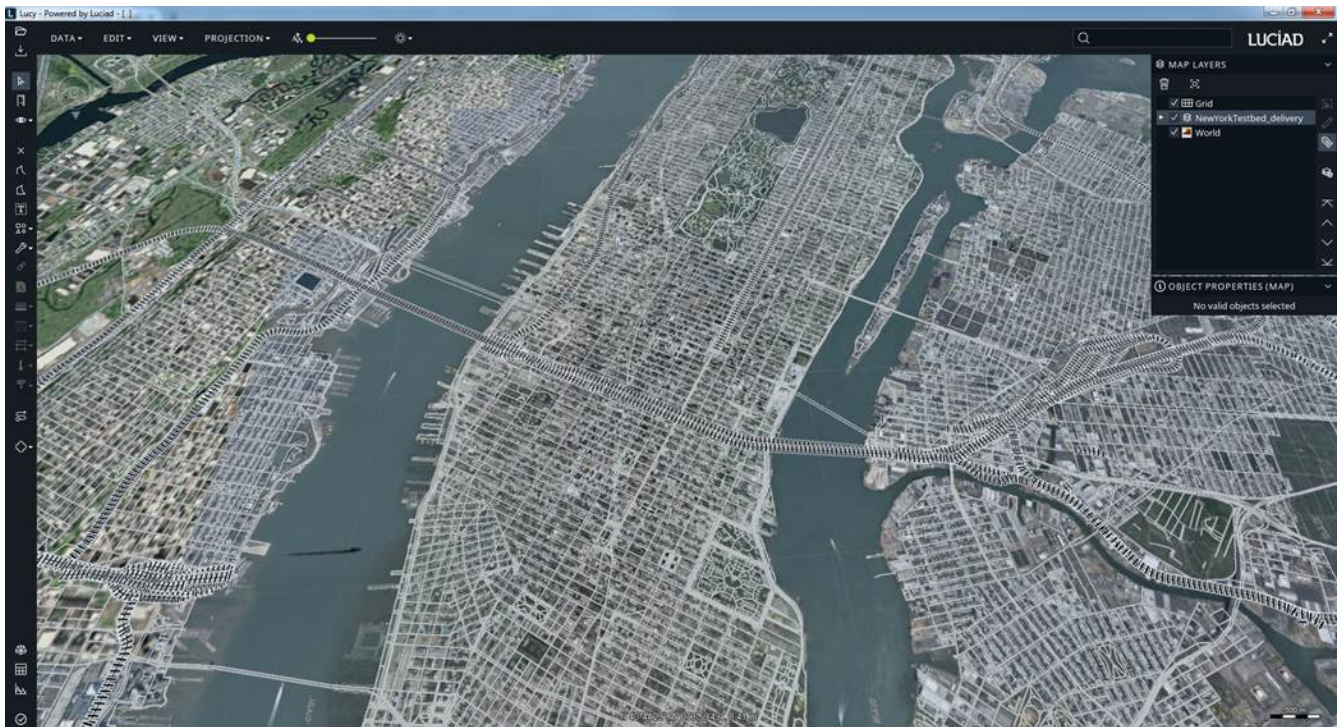 Lucy - Powered by Luciad - [ ]
DATA EDIT VIEW PROJECTION
LUCIAD
MAP LAYERS
Grid
NewYorkTestbed_delivery
World
OBJECT PROPERTIES (MAP)
No valid objects selected
500 m